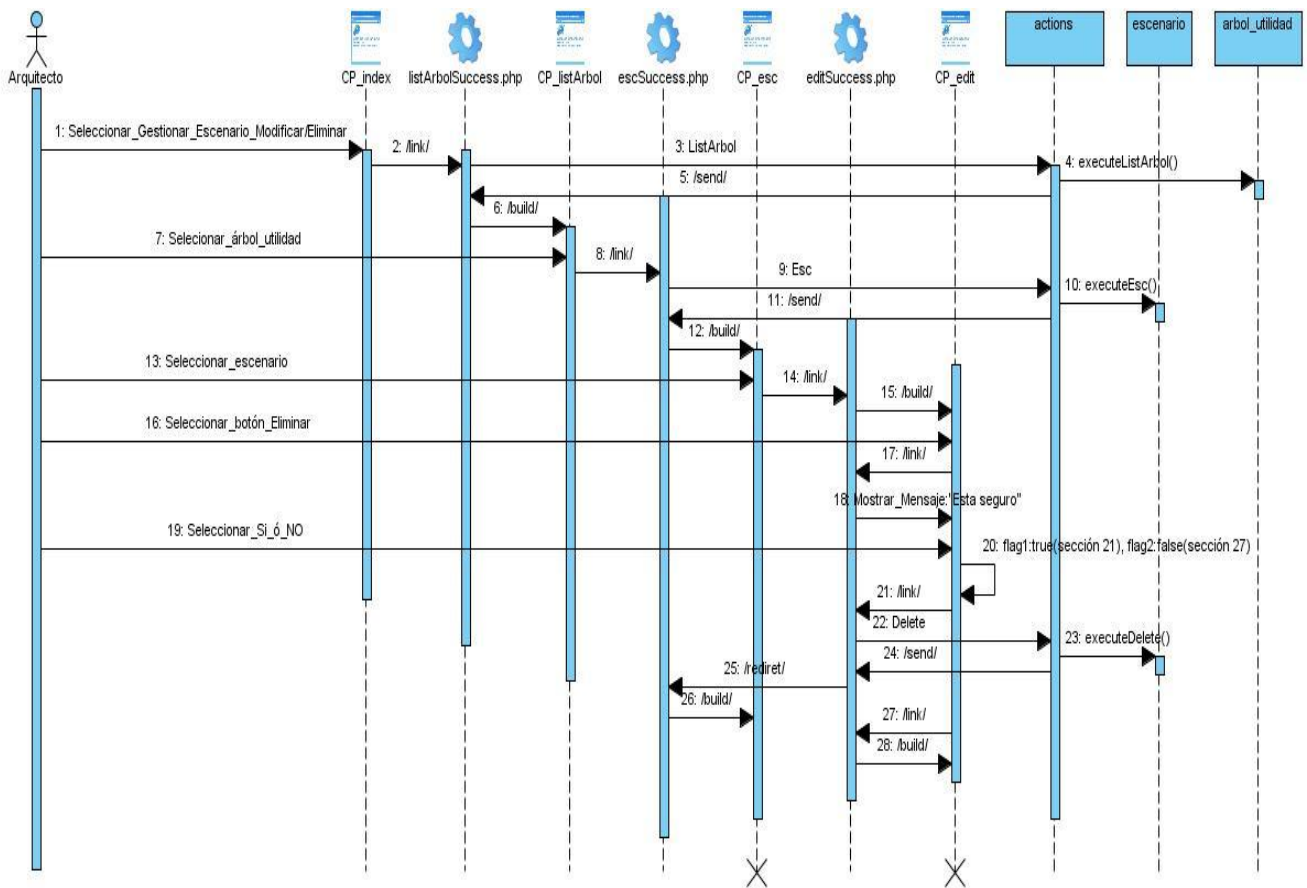 Arquitecto
CP_index
listArbolSuccess.php
CP_listArbol
escSuccess.php
CP_esc
editSuccess.php
CP_edit
actions
escenario
arbol_utilidad
1: Seleccionar_Gestionar_Escenario_Modificar/Eliminar
2: /link/
3: ListArbol
4: executeListArbol()
5: /send/
6: /build/
7: Selecionar_árbol_utilidad
8: /link/
9: Esc
10: executeEsc()
11: /send/
12: /build/
13: Seleccionar_escenario
14: /link/
15: /build/
16: Seleccionar_botón_Eliminar
17: /link/
18: Mostrar_Mensaje:"Esta seguro"
19: Seleccionar_Si_ó_NO
20: flag1:true(sección 21), flag2:false(sección 27)
21: /link/
22: Delete
23: executeDelete()
24: /send/
25: /rediret/
26: /build/
27: /link/
28: /build/